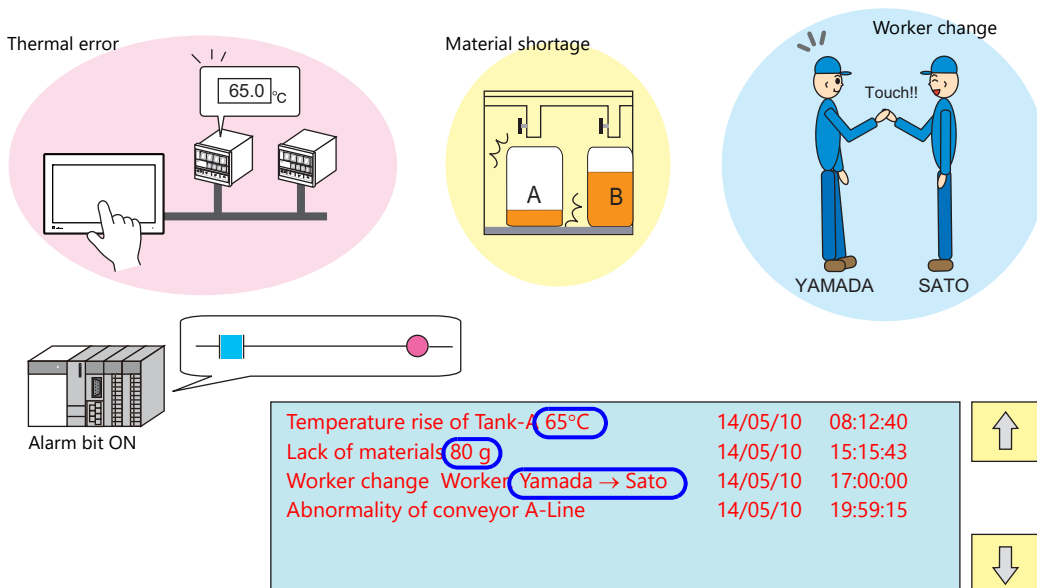 Thermal error
65.0 °C
Material shortage
A
B
Worker change
Touch!!
YAMADA
SATO
Alarm bit ON
Temperature rise of Tank-A 65°C 14/05/10 08:12:40
Lack of materials 80 g 14/05/10 15:15:43
Worker change Worker Yamada → Sato 14/05/10 17:00:00
Abnormality of conveyor A-Line 14/05/10 19:59:15